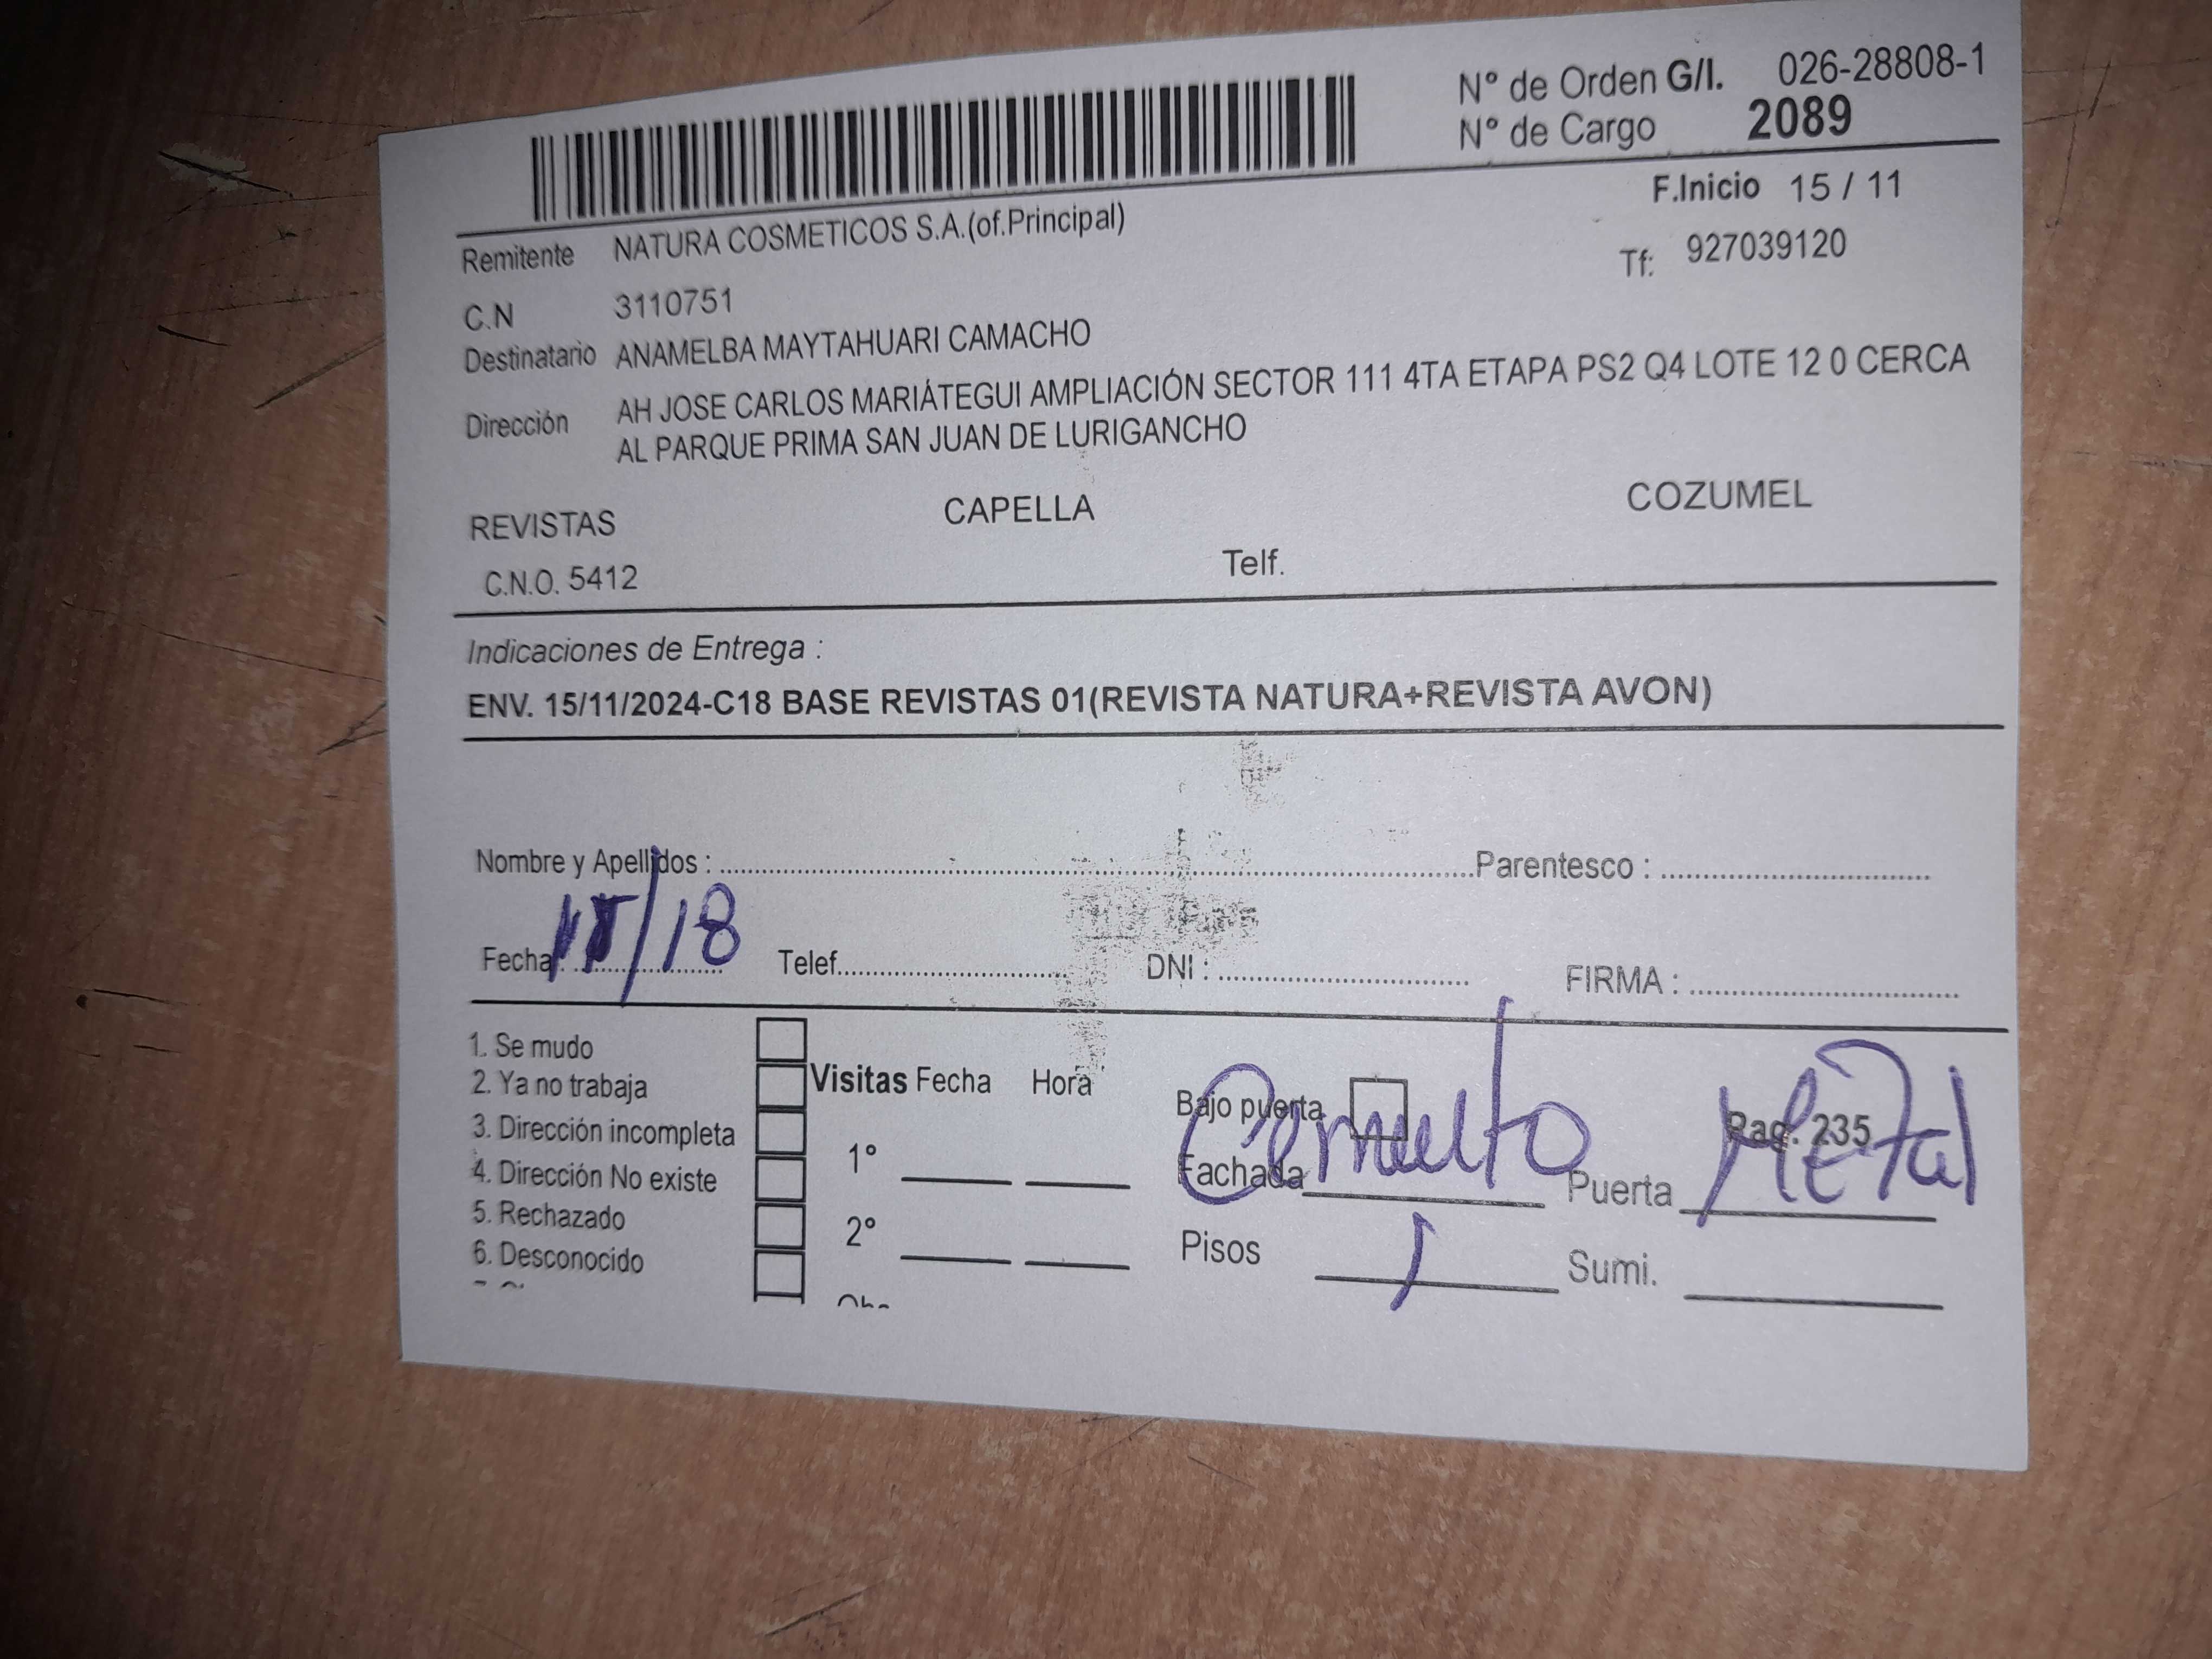 N° de Orden G/I. 026-28808-1
N° de Cargo 2089
F.Inicio 15 / 11
Remitente NATURA COSMETICOS S.A.(of.Principal)
Tf: 927039120
C.N 3110751
Destinatario ANAMELBA MAYTAHUARI CAMACHO
Dirección AH JOSE CARLOS MARIÁTEGUI AMPLIACIÓN SECTOR 111 4TA ETAPA PS2 Q4 LOTE 12 0 CERCA
AL PARQUE PRIMA SAN JUAN DE LURIGANCHO
REVISTAS CAPELLA COZUMEL
C.N.O. 5412 Telf.
Indicaciones de Entrega :
ENV. 15/11/2024-C18 BASE REVISTAS 01(REVISTA NATURA+REVISTA AVON)
Nombre y Apellidos : Parentesco :
Fecha : /18 Telef. DNI : FIRMA :
1. Se mudo
2. Ya no trabaja
3. Dirección incompleta
4. Dirección No existe
5. Rechazado
6. Desconocido
Visitas Fecha Hora
1°
2°
Bajo puerta Pag. 235
Fachada Cemento Puerta Metal
Pisos 1 Sumi.